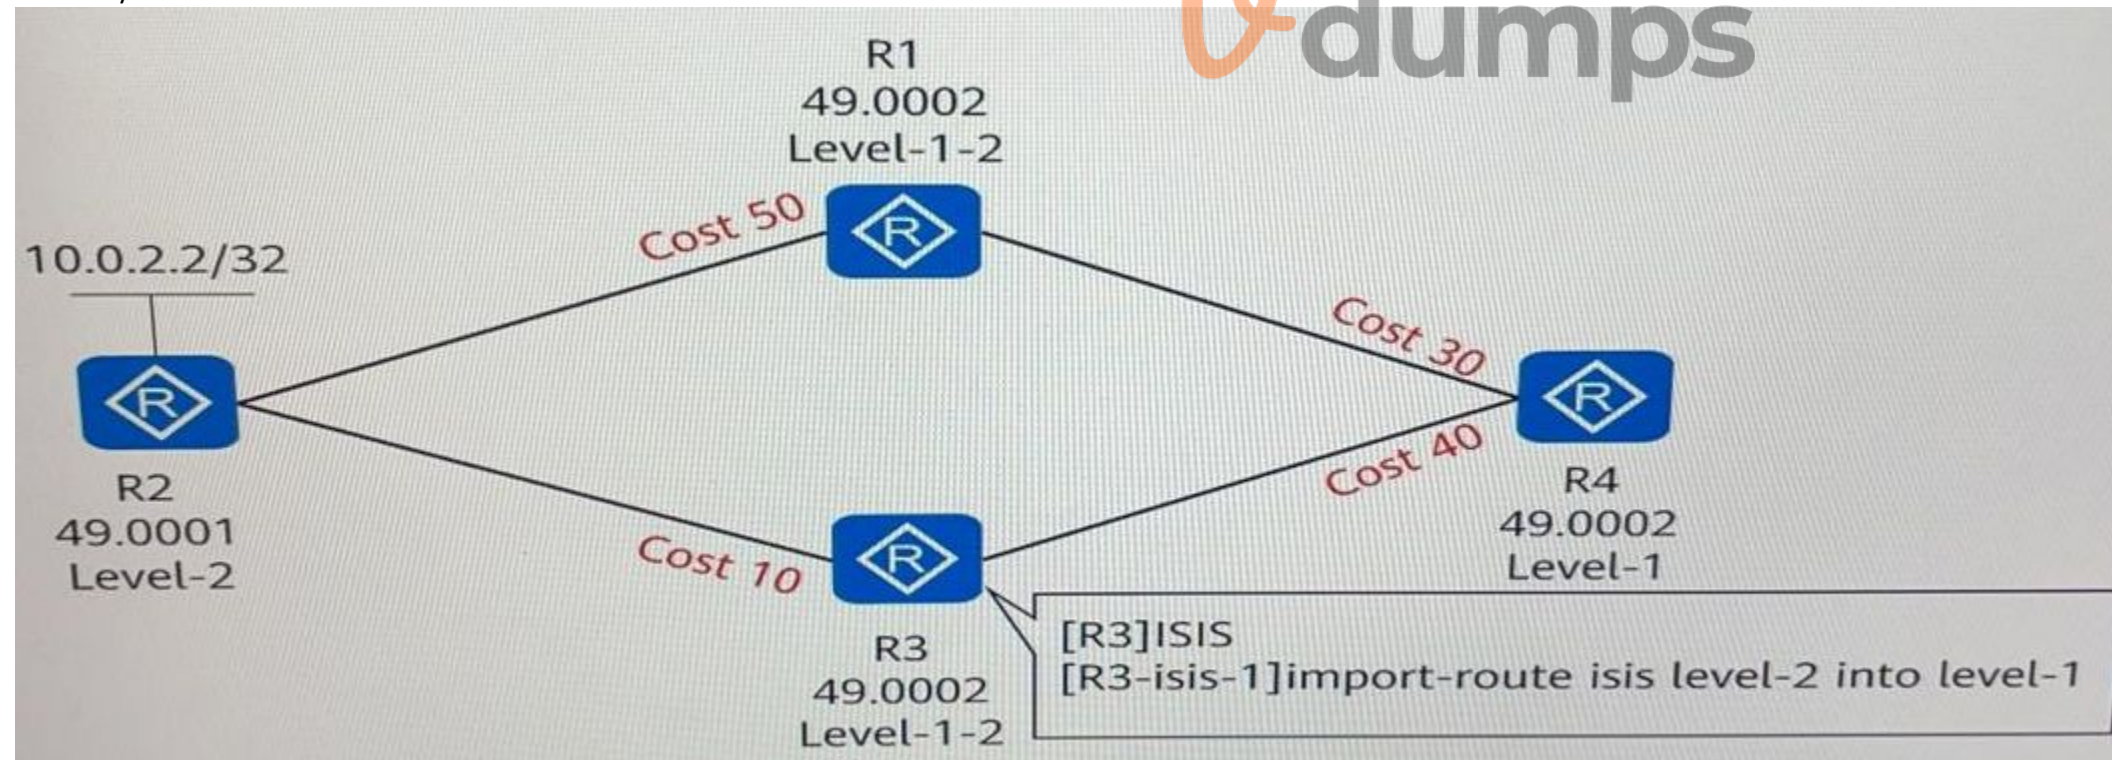 dumps
R1
49.0002
Level-1-2
Cost 50
10.0.2.2/32
Cost 30
R
R
R
R2
49.0001
Level-2
Cost 40
R4
49.0002
Level-1
Cost 10
R
R3
49.0002
Level-1-2
[R3]ISIS
[R3-isis-1]import-route isis level-2 into level-1